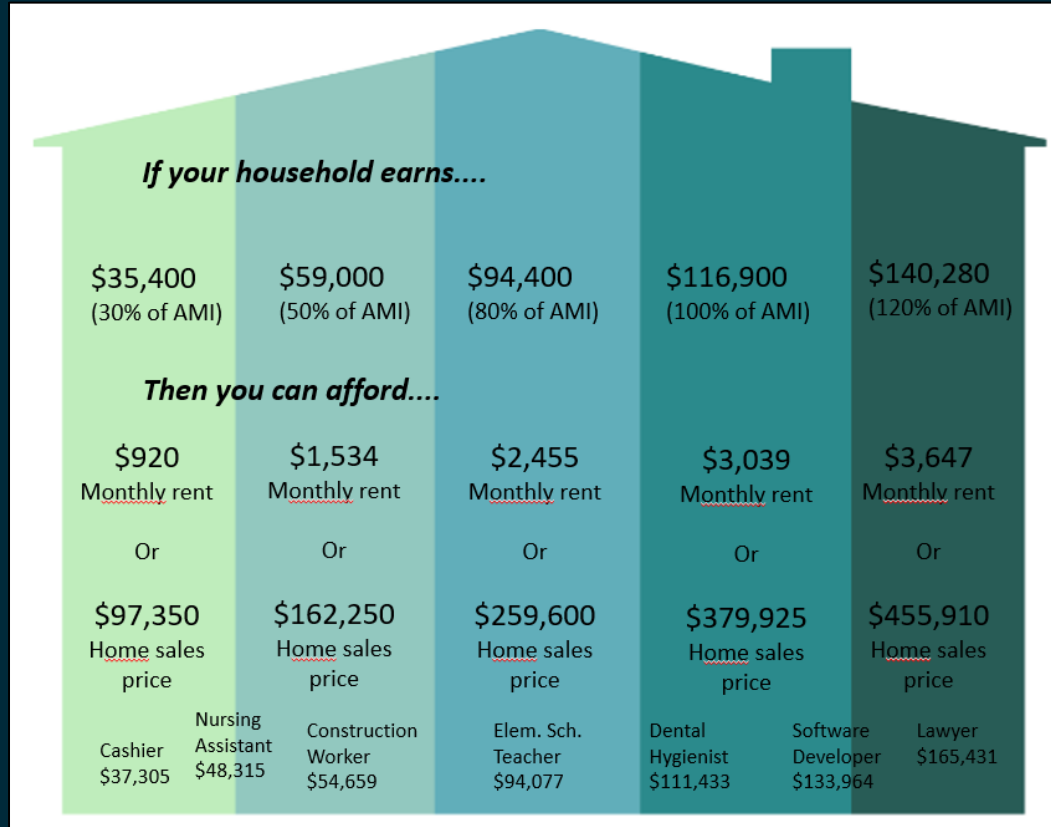 If your household earns....
$35,400
(30% of AMI)
$59,000
(50% of AMI)
$94,400
(80% of AMI)
$116,900
(100% of AMI)
$140,280
(120% of AMI)
Then you can afford....
$920
Monthly rent
Or
$97,350
Home sales
price
$1,534
Monthly rent
Or
$162,250
Home sales
price
$2,455
Monthly rent
Or
$259,600
Home sales
price
$3,039
Monthly rent
Or
$379,925
Home sales
price
$3,647
Monthly rent
Or
$455,910
Home sales
price
Cashier
$37,305
Nursing
Assistant
$48,315
Construction
Worker
$54,659
Elem. Sch.
Teacher
$94,077
Dental
Hygienist
$111,433
Software
Developer
$133,964
Lawyer
$165,431